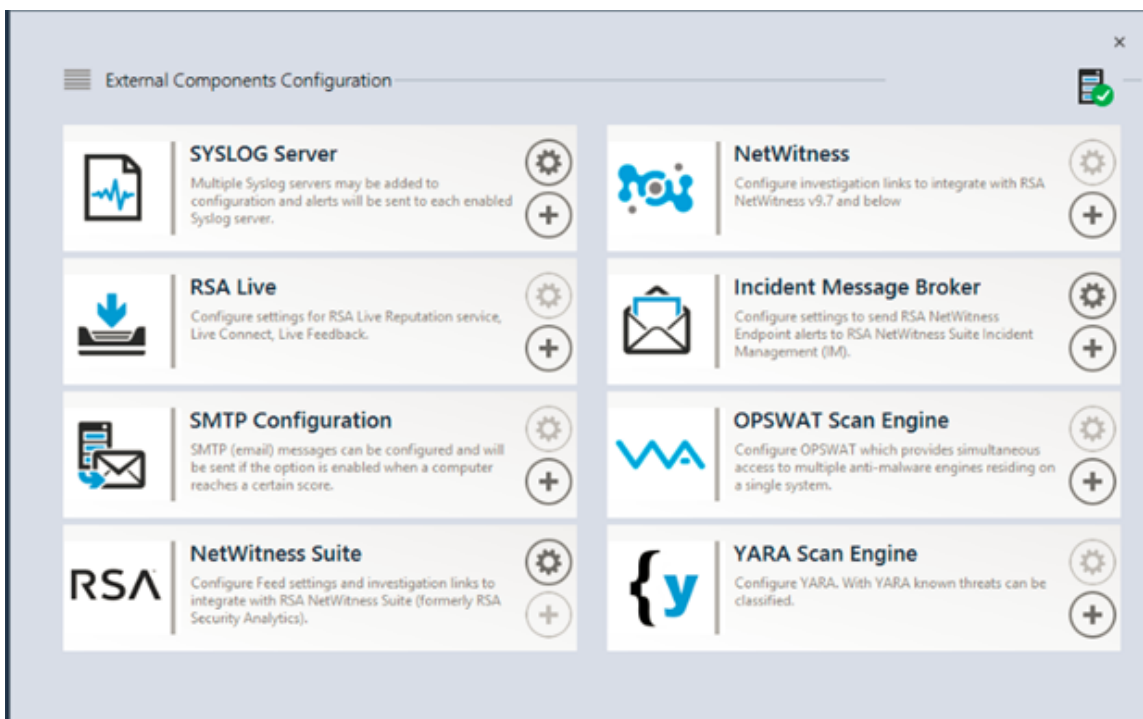 External Components Configuration
SYSLOG Server
Multiple Syslog servers may be added to
configuration and alerts will be sent to each enabled
Syslog server.
NetWitness
Configure investigation links to integrate with RSA
NetWitness v9.7 and below
RSA Live
Configure settings for RSA Live Reputation service,
Live Connect, Live Feedback.
Incident Message Broker
Configure settings to send RSA NetWitness
Endpoint alerts to RSA NetWitness Suite Incident
Management (IM).
SMTP Configuration
SMTP (email) messages can be configured and will
be sent if the option is enabled when a computer
reaches a certain score.
OPSWAT Scan Engine
Configure OPSWAT which provides simultaneous
access to multiple anti-malware engines residing on
a single system.
RSA
NetWitness Suite
Configure Feed settings and investigation links to
integrate with RSA NetWitness Suite (formerly RSA
Security Analytics).
{y
YARA Scan Engine
Configure YARA. With YARA known threats can be
classified.